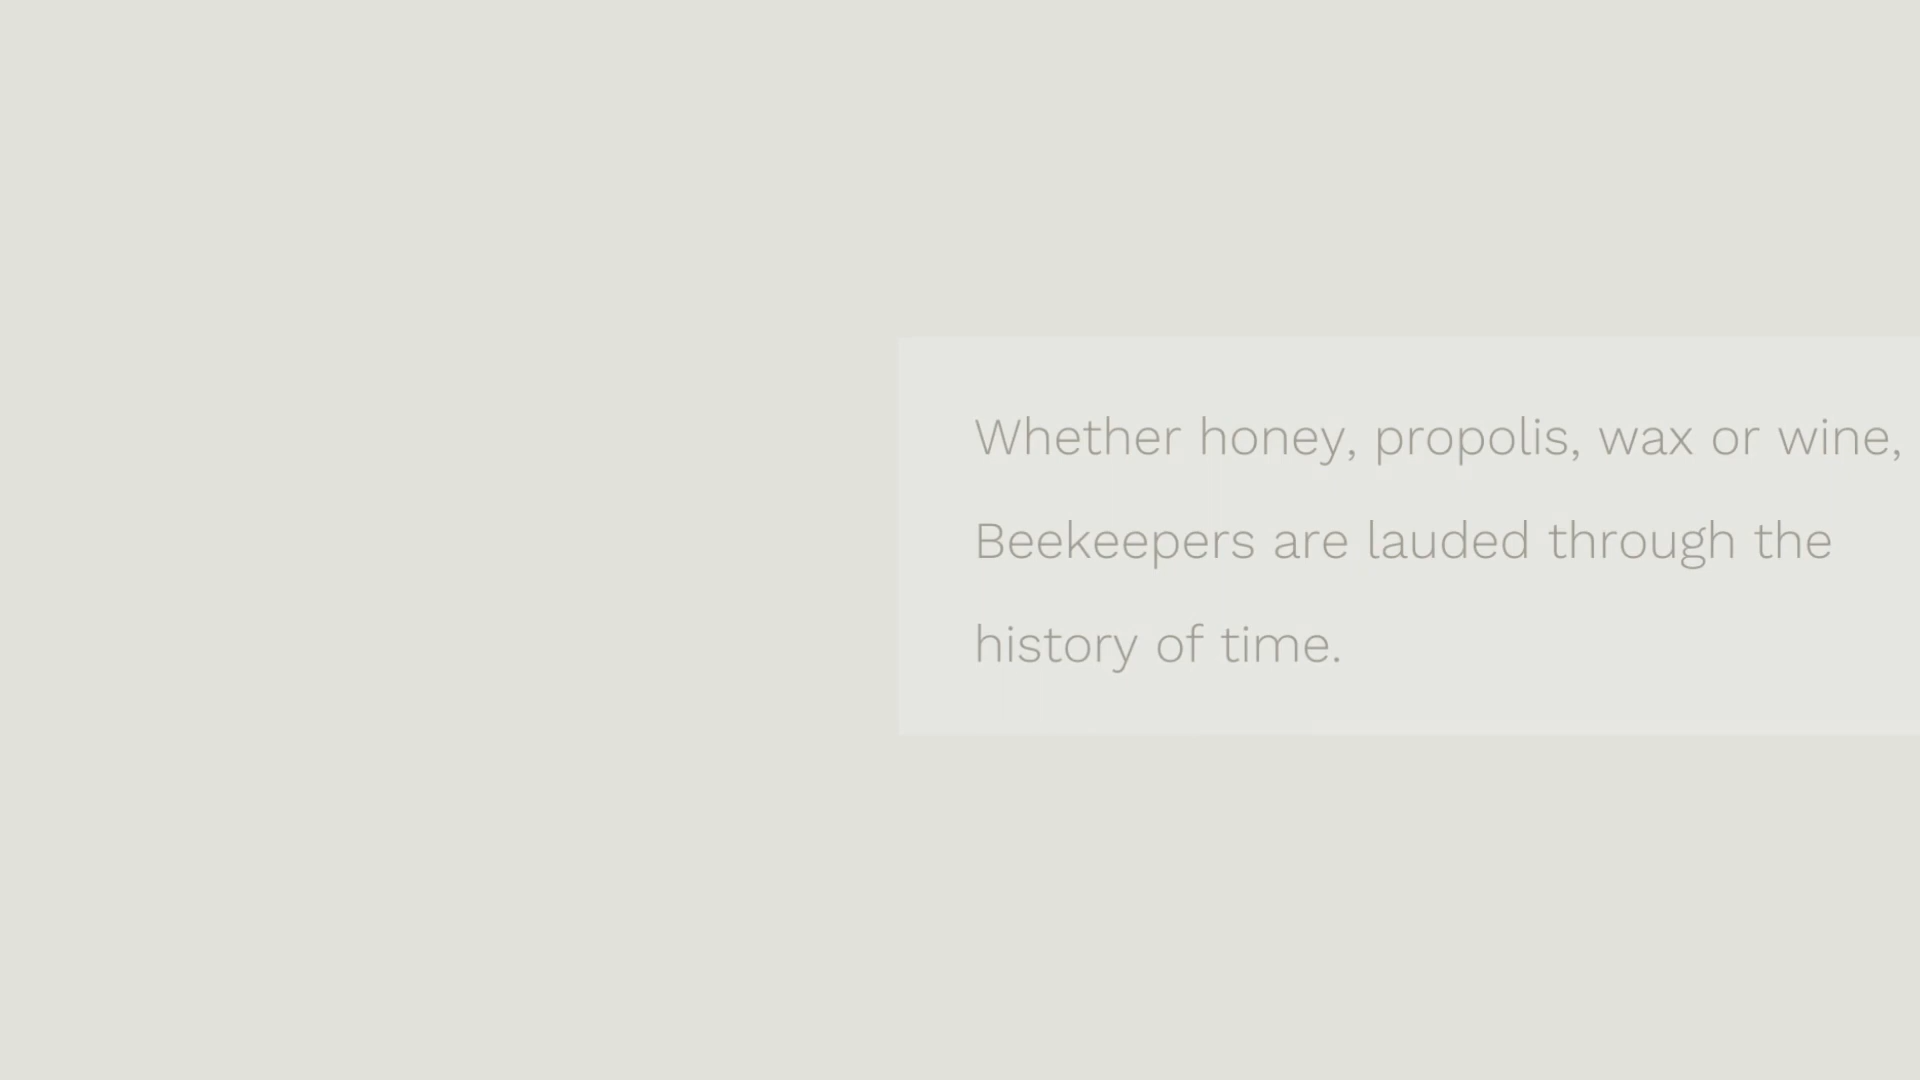 Whether honey, propolis, wax or wine,
Beekeepers are lauded through the
history of time.